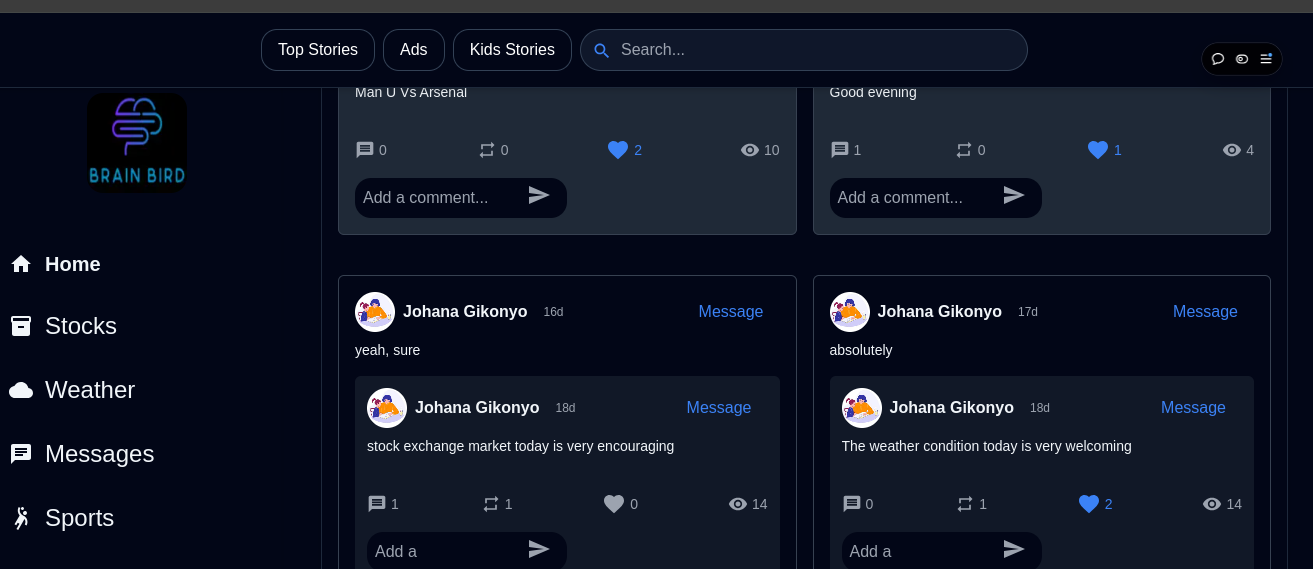 Top Stories
Ads
Kids Stories
Search...
BRAIN BIRD
Home
Stocks
Weather
Messages
Sports
Man U Vs Arsenal
0
0
2
10
Add a comment...
Good evening
1
0
1
4
Add a comment...
Johana Gikonyo 16d Message
yeah, sure
Johana Gikonyo 18d Message
stock exchange market today is very encouraging
1
1
0
14
Add a
Johana Gikonyo 17d Message
absolutely
Johana Gikonyo 18d Message
The weather condition today is very welcoming
0
1
2
14
Add a